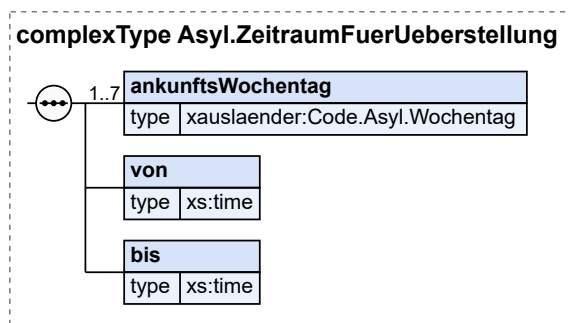 complexType Asyl.ZeitraumFuerUeberstellung
1..7
ankunftsWochentag
type xauslaender:Code.Asyl.Wochentag
von
type xs:time
bis
type xs:time